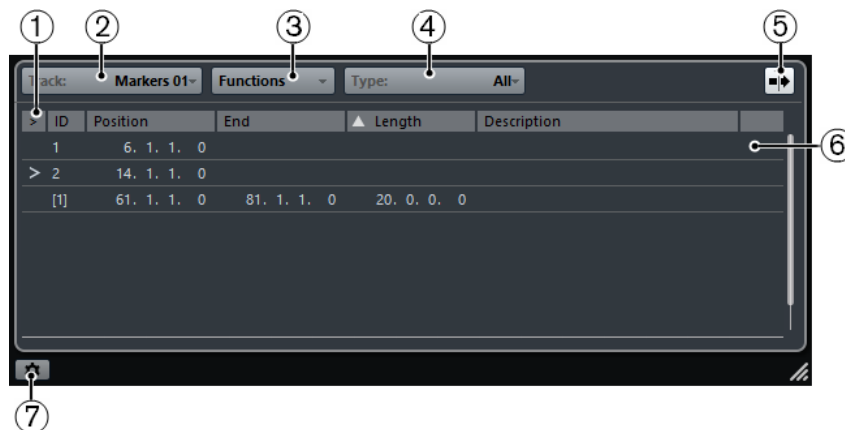 1 2 3 4 5
Track: Markers 01 Functions Type: All
> ID Position End Length Description
1 6. 1. 1. 0
6
> 2 14. 1. 1. 0
[1] 61. 1. 1. 0 81. 1. 1. 0 20. 0. 0. 0
7